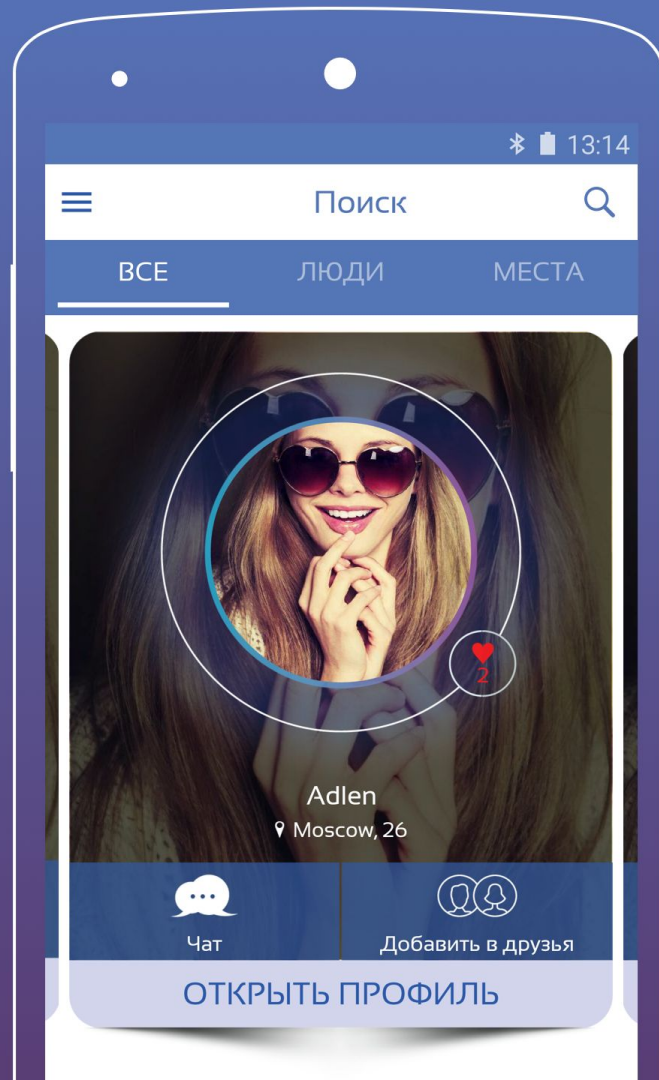 13:14
Поиск
ВСЕ ЛЮДИ МЕСТА
2
Adlen
Moscow, 26
Чат Добавить в друзья
ОТКРЫТЬ ПРОФИЛЬ